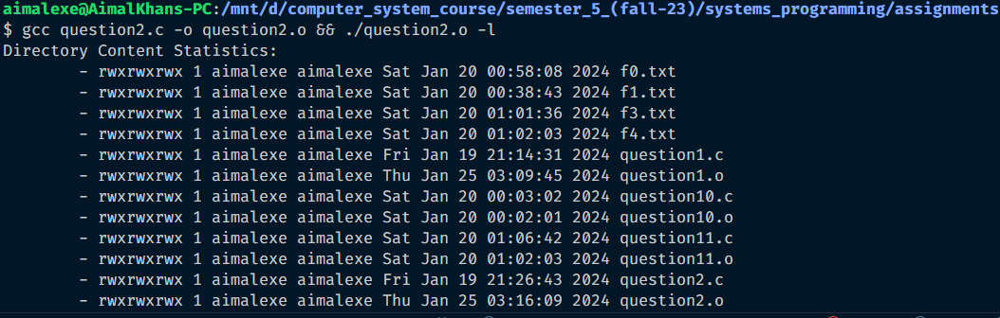 aimalexe@AimalKhans-PC:/mnt/d/computer_system_course/semester_5_(fall-23)/systems_programming/assignments
$ gcc question2.c -o question2.o && ./question2.o -l
Directory Content Statistics:
- rwxrwxrwx 1 aimalexe aimalexe Sat Jan 20 00:58:08 2024 f0.txt
- rwxrwxrwx 1 aimalexe aimalexe Sat Jan 20 00:38:43 2024 f1.txt
- rwxrwxrwx 1 aimalexe aimalexe Sat Jan 20 01:01:36 2024 f3.txt
- rwxrwxrwx 1 aimalexe aimalexe Sat Jan 20 01:02:03 2024 f4.txt
- rwxrwxrwx 1 aimalexe aimalexe Fri Jan 19 21:14:31 2024 question1.c
- rwxrwxrwx 1 aimalexe aimalexe Thu Jan 25 03:09:45 2024 question1.o
- rwxrwxrwx 1 aimalexe aimalexe Sat Jan 20 00:03:02 2024 question10.c
- rwxrwxrwx 1 aimalexe aimalexe Sat Jan 20 00:02:01 2024 question10.o
- rwxrwxrwx 1 aimalexe aimalexe Sat Jan 20 01:06:42 2024 question11.c
- rwxrwxrwx 1 aimalexe aimalexe Sat Jan 20 01:02:03 2024 question11.o
- rwxrwxrwx 1 aimalexe aimalexe Fri Jan 19 21:26:43 2024 question2.c
- rwxrwxrwx 1 aimalexe aimalexe Thu Jan 25 03:16:09 2024 question2.o